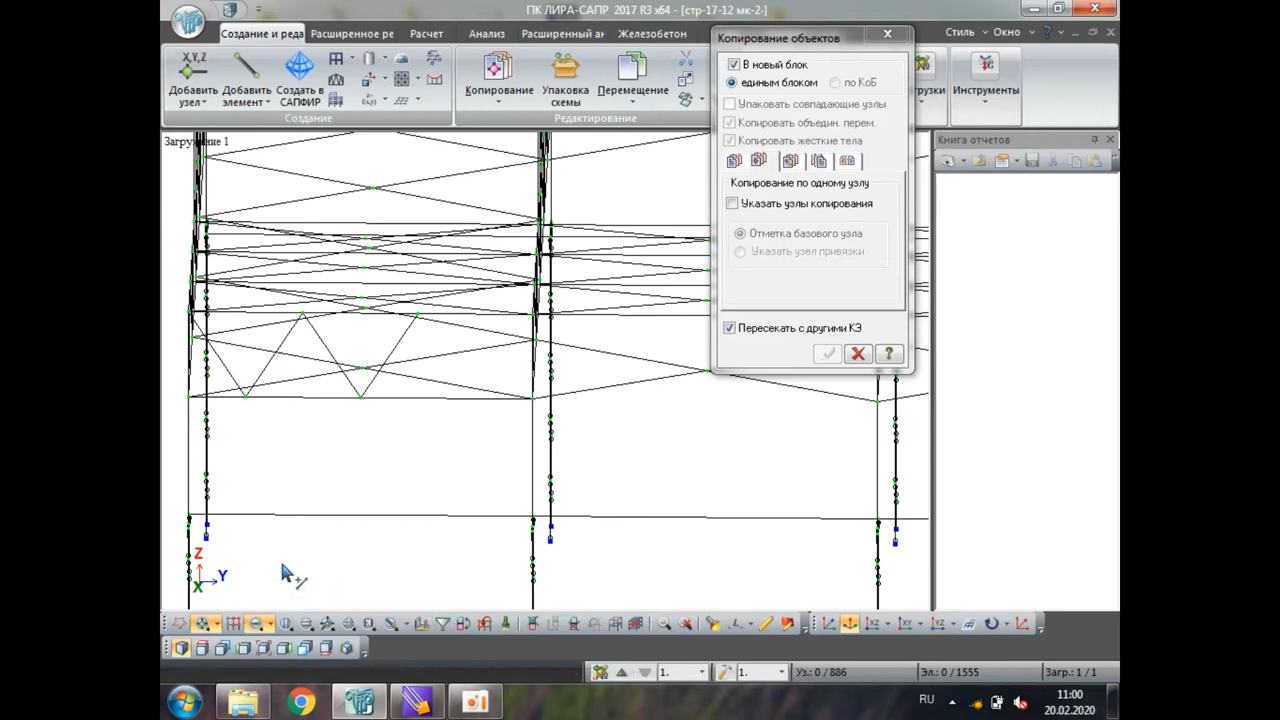 ПК ЛИРА-САПР 2017 R3 x64 - [стр-17-12 мк-2-
Создание и реда
Расширенное ре
Расчет
Анализ
Расширенный ан
Железобетон
Стиль
Окно
X,Y,Z
Добавить узел
Добавить элемент
Создать в САПФИР
Копирование
Упаковка схемы
Перемещение
Инструменты
Создание
Редактирование
Копирование объектов
В новый блок
единым блоком
по КоБ
Упаковать совпадающие узлы
Копировать объедин. перем.
Копировать жесткие тела
Копирование по одному узлу
Указать узлы копирования
Отметка базового узла
Указать узел привязки
Пересекать с другими КЭ
Книга отчетов
Z
Y
X
1.
1.
Уз.: 0 / 886
Эл.: 0 / 1555
Загр.: 1 / 1
RU
11:00
20.02.2020